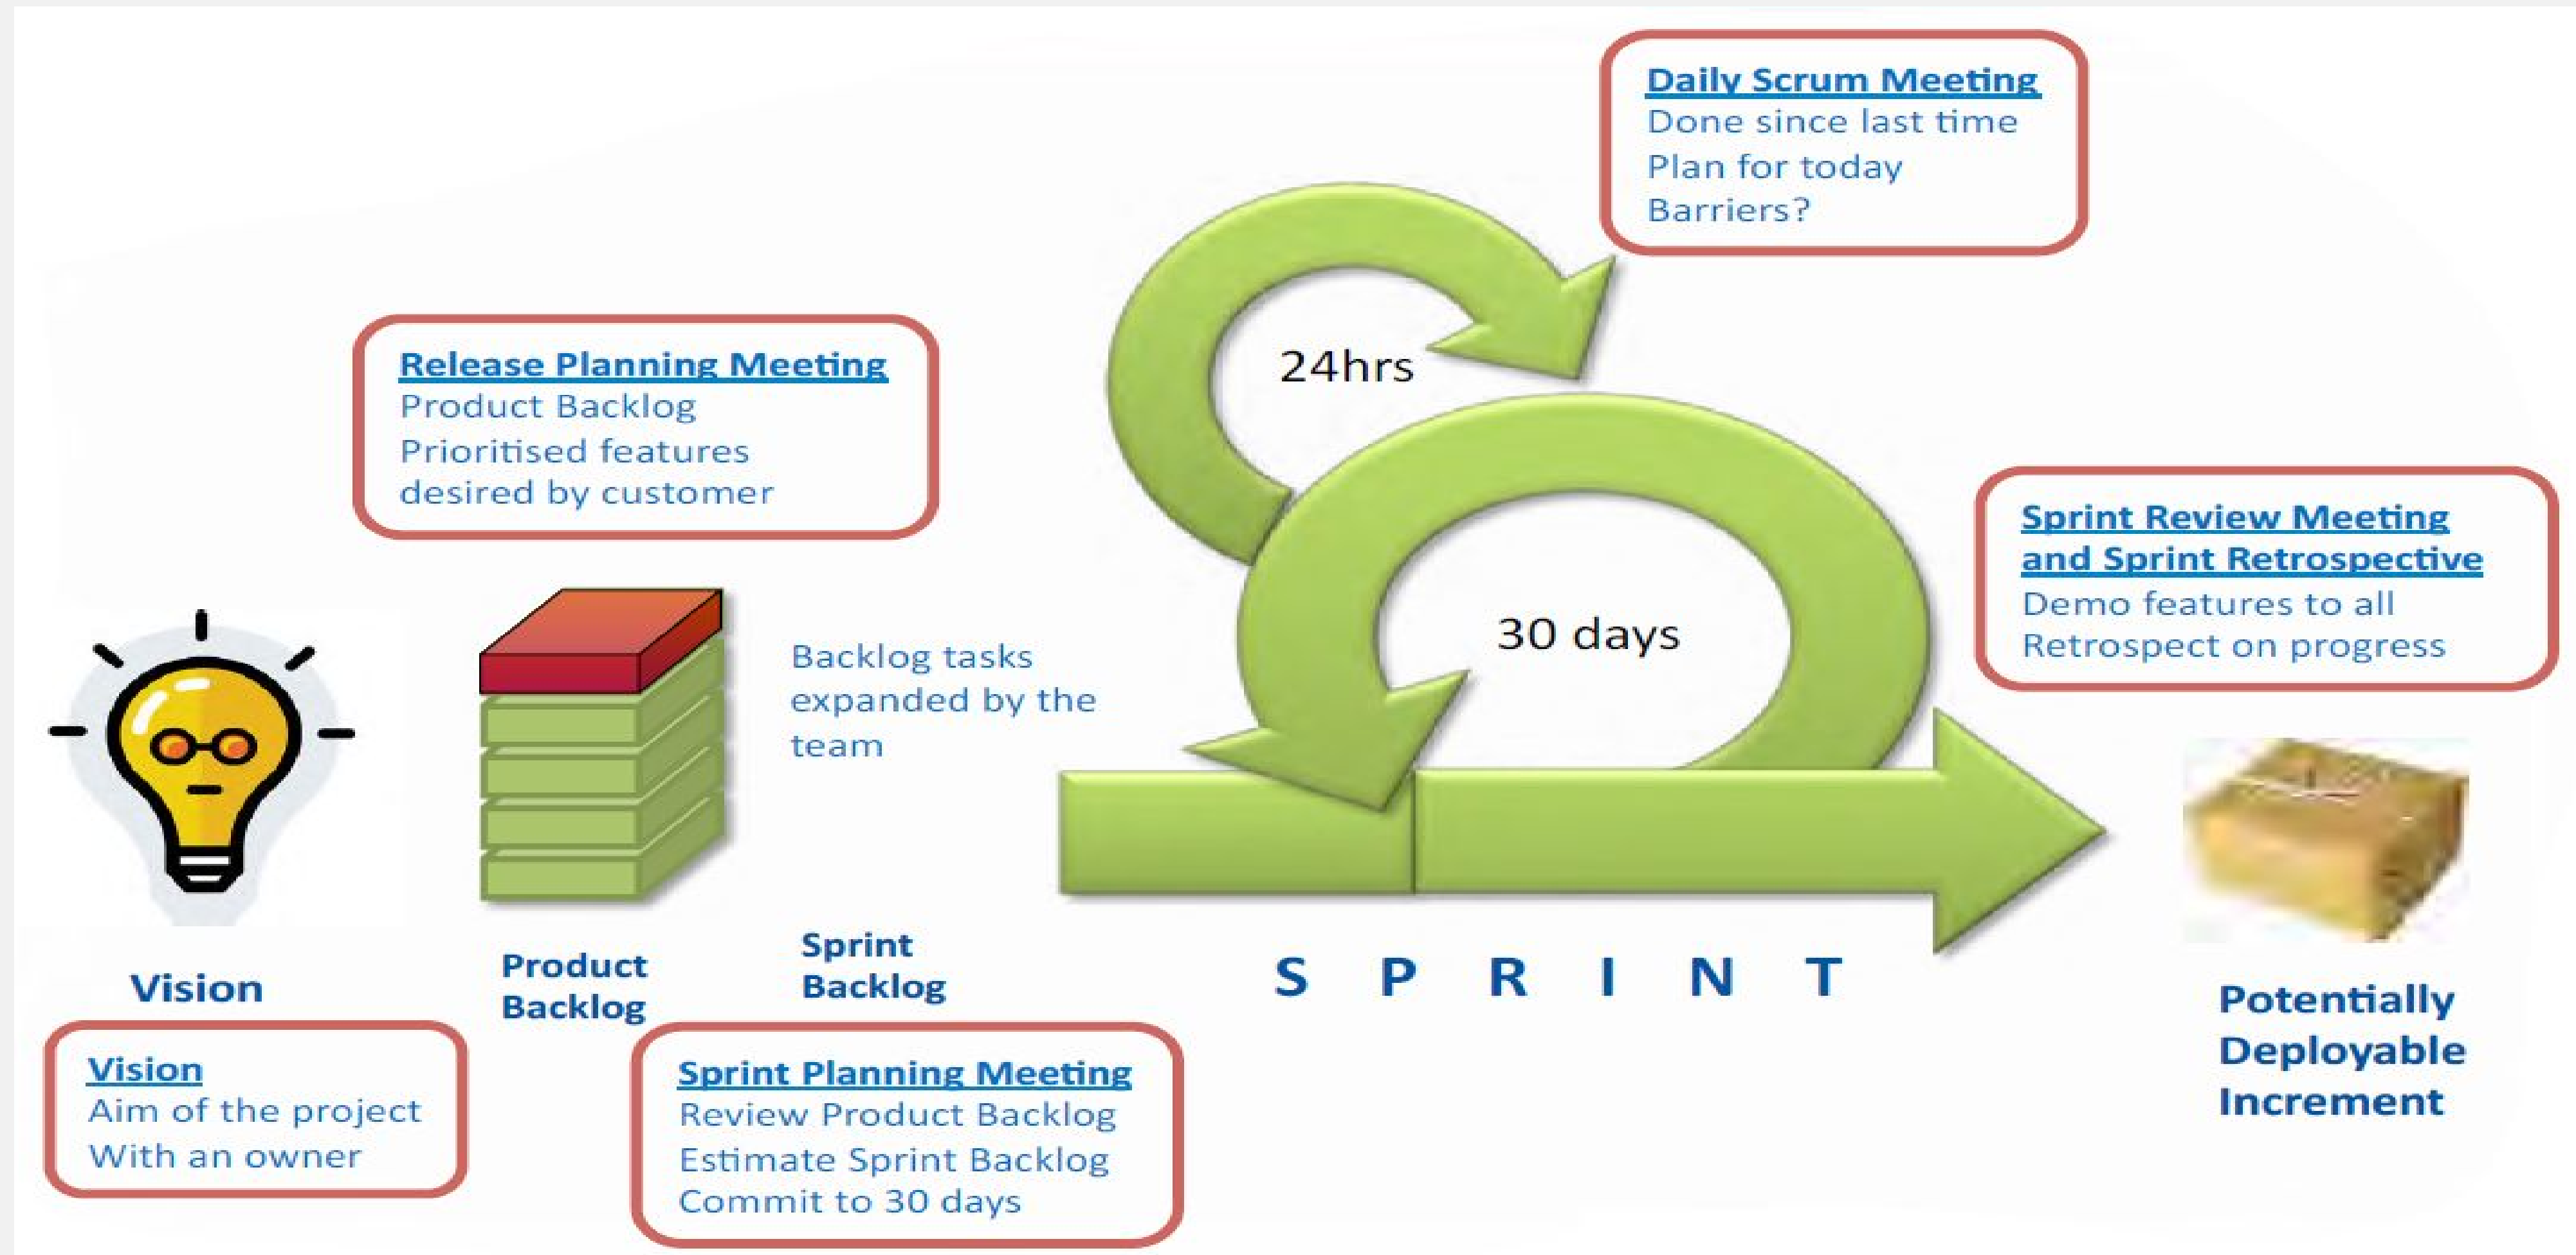 Daily Scrum Meeting
Done since last time
Plan for today
Barriers?
Release Planning Meeting
Product Backlog
Prioritised features
desired by customer
24hrs
30 days
Sprint Review Meeting
and Sprint Retrospective
Demo features to all
Retrospect on progress
Backlog tasks
expanded by the
team
Vision
Product
Backlog
Sprint
Backlog
S P R I N T
Potentially
Deployable
Increment
Vision
Aim of the project
With an owner
Sprint Planning Meeting
Review Product Backlog
Estimate Sprint Backlog
Commit to 30 days